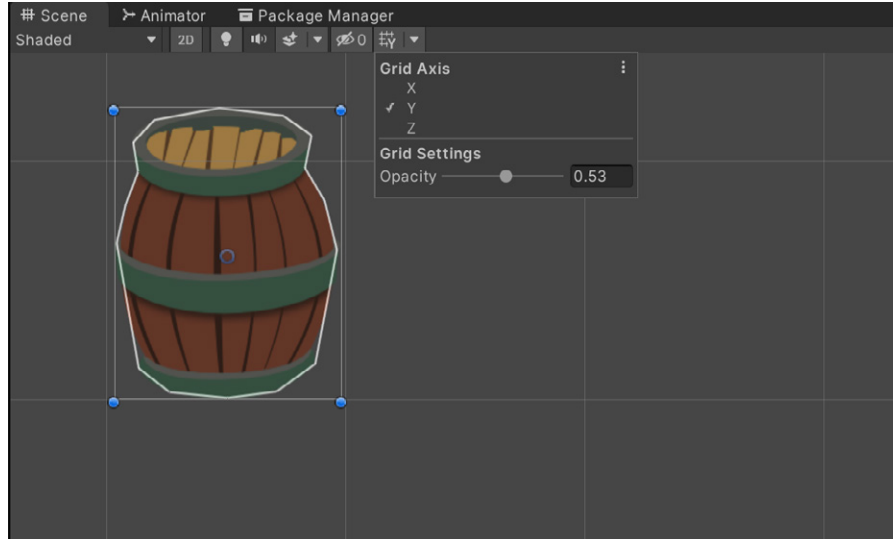 Scene Animator Package Manager
Shaded 2D 0 Y
Grid Axis
X
Y
Z
Grid Settings
Opacity 0.53